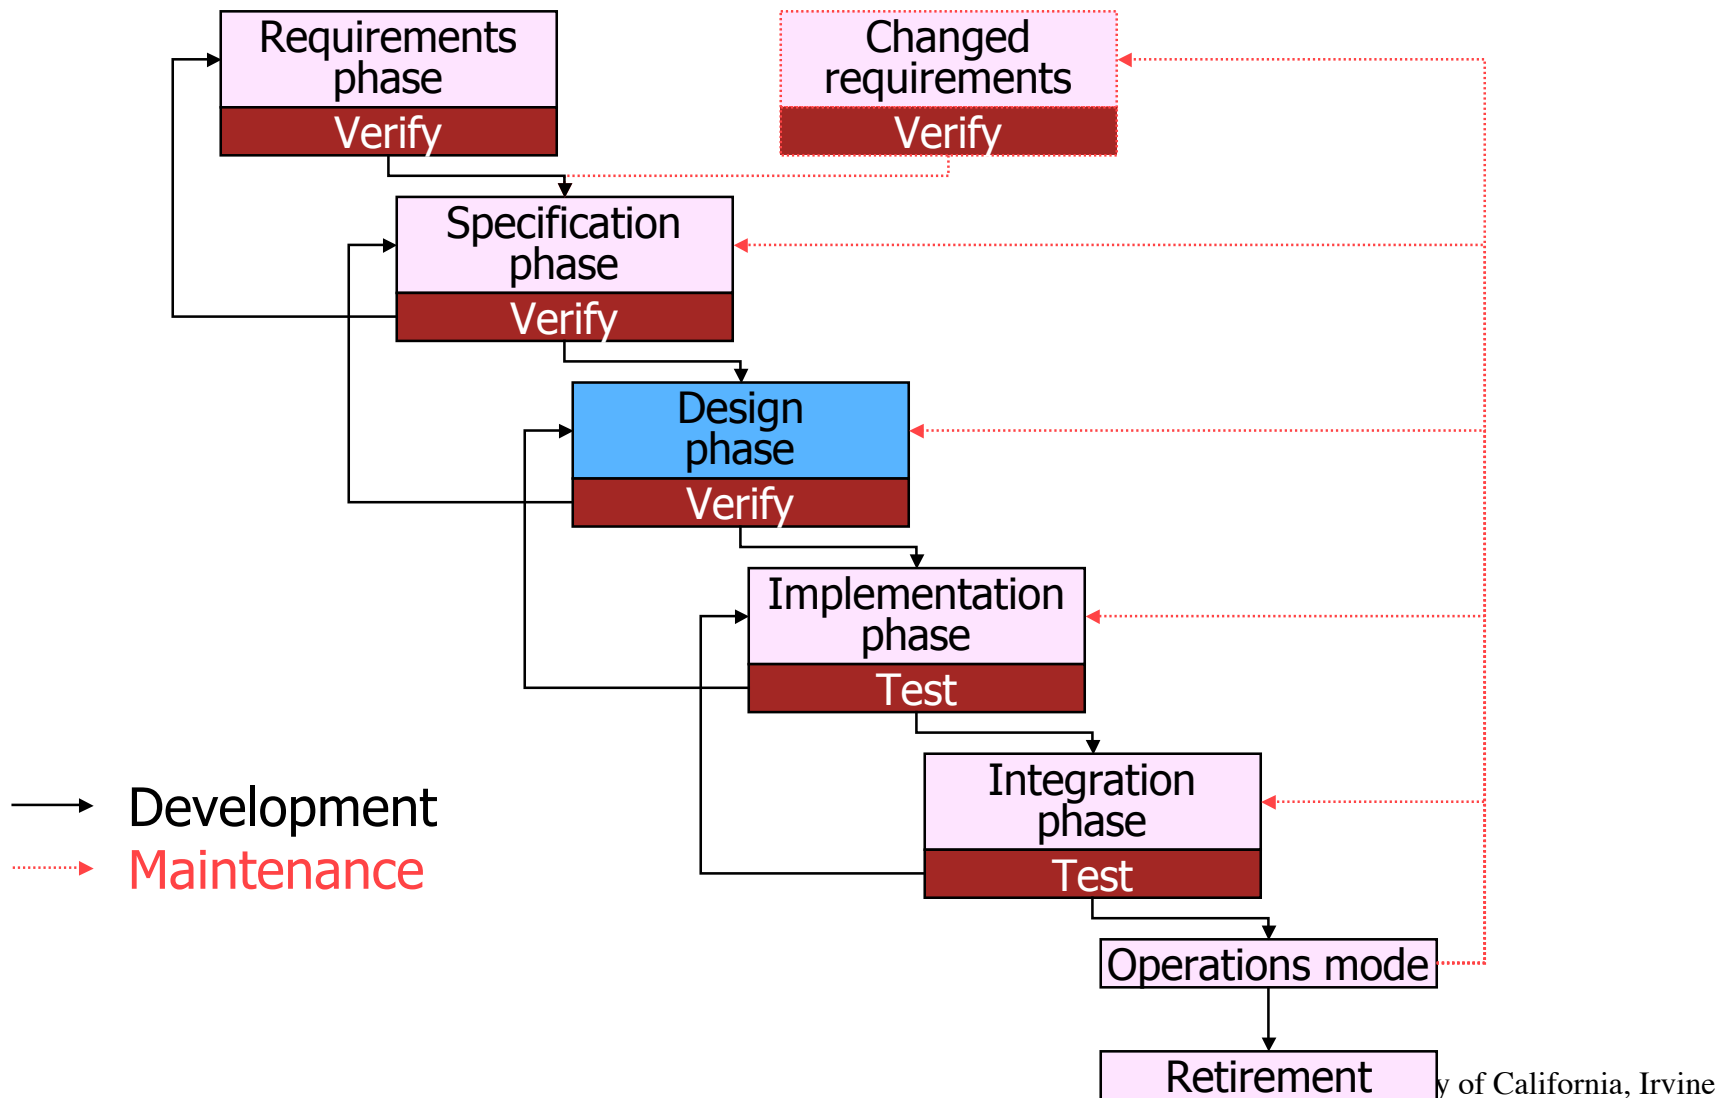 Requirements
phase
Verify
Changed
requirements
Verify
Specification
phase
Verify
Design
phase
Verify
Implementation
phase
Test
Integration
phase
Test
Development
Maintenance
Operations mode
Retirement
of California, Irvine